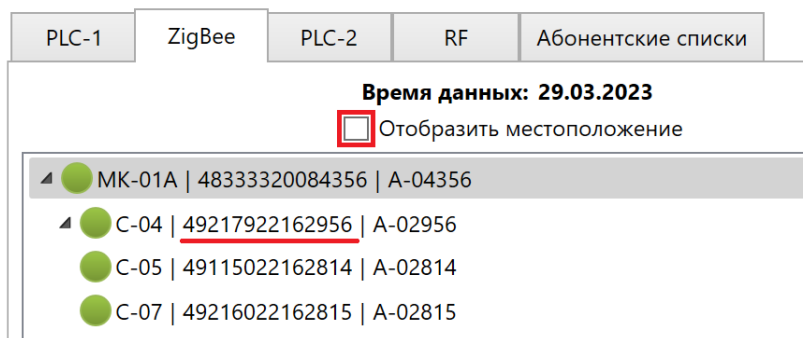 PLC-1 ZigBee PLC-2 RF Абонентские списки
Время данных: 29.03.2023
Отобразить местоположение
МК-01А | 48333320084356 | А-04356
С-04 | 49217922162956 | А-02956
С-05 | 49115022162814 | А-02814
С-07 | 49216022162815 | А-02815